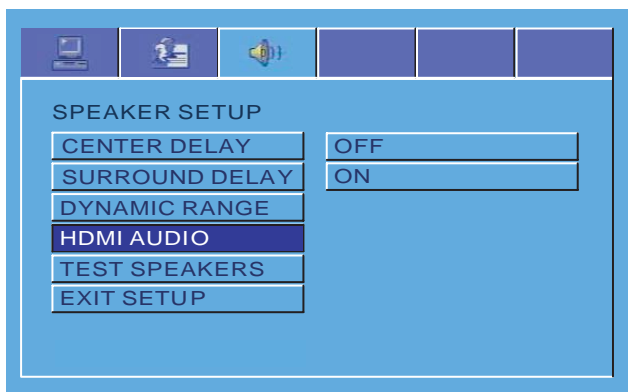 SPEAKER SETUP
CENTER DELAY
SURROUND DELAY
DYNAMIC RANGE
HDMI AUDIO
TEST SPEAKERS
EXIT SETUP
OFF
ON